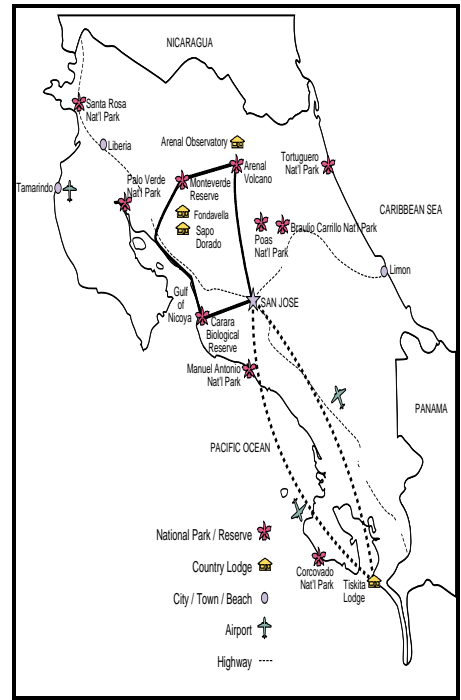 NICARAGUA
Santa Rosa
Nat'l Park
Liberia
Arenal Observatory
Arenal
Volcano
Tortuguero
Nat'l Park
Tamarindo
Palo Verde
Nat'l Park
Monteverde
Reserve
Fondavella
Sapo
Dorado
Poas
Nat'l Park
Braulio Carrillo Nat'l Park
CARIBBEAN SEA
Limon
Gulf
of
Nicoya
SAN JOSE
Carara
Biological
Reserve
Manuel Antonio
Nat'l Park
PANAMA
PACIFIC OCEAN
National Park / Reserve
Country Lodge
City / Town / Beach
Airport
Highway
Corcovado
Nat'l Park
Tiskita
Lodge